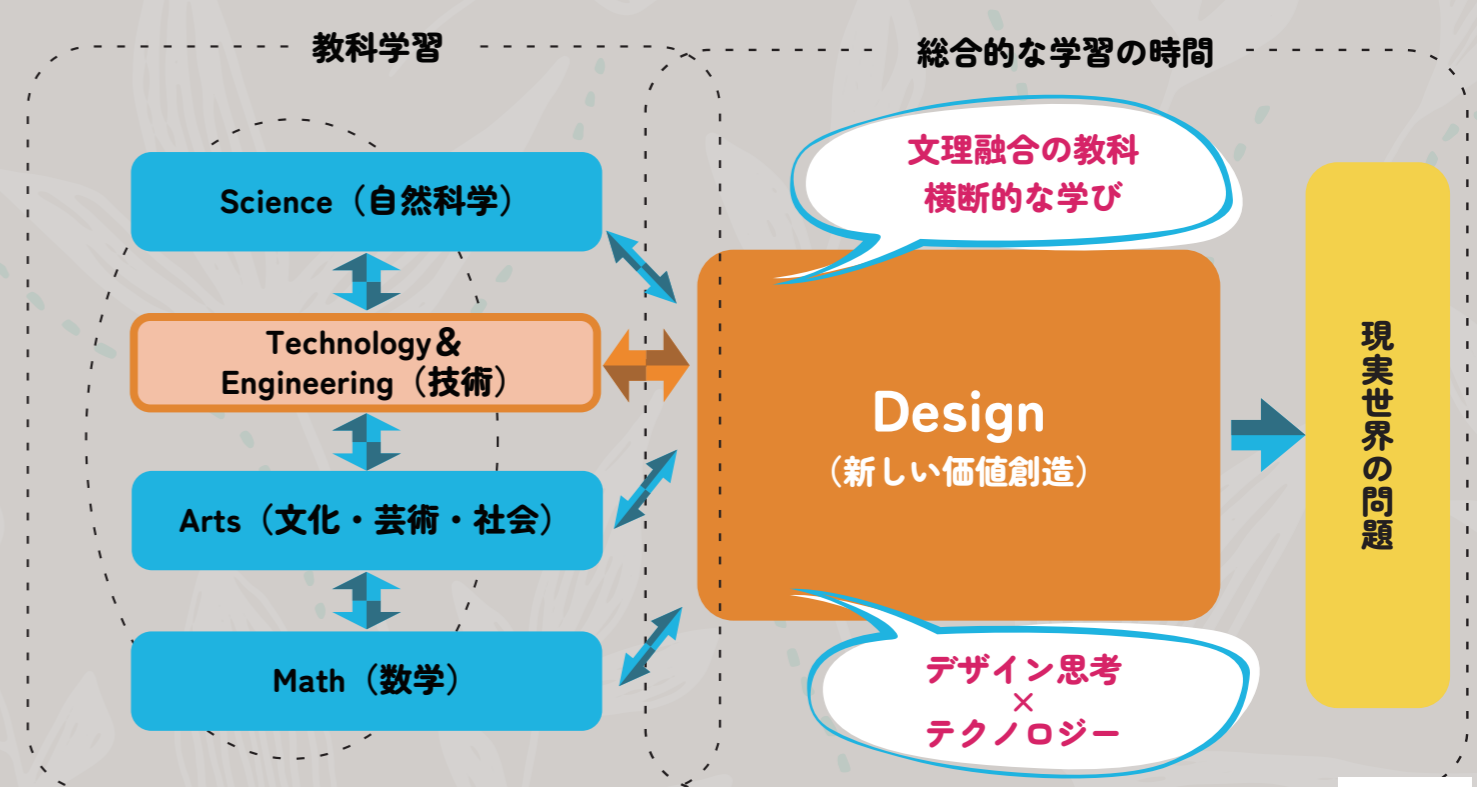 教科学習
総合的な学習の時間
Science（自然科学）
Technology＆
Engineering（技術）
Arts（文化・芸術・社会）
Math（数学）
文理融合の教科
横断的な学び
Design
（新しい価値創造）
デザイン思考
×
テクノロジー
現実世界の問題